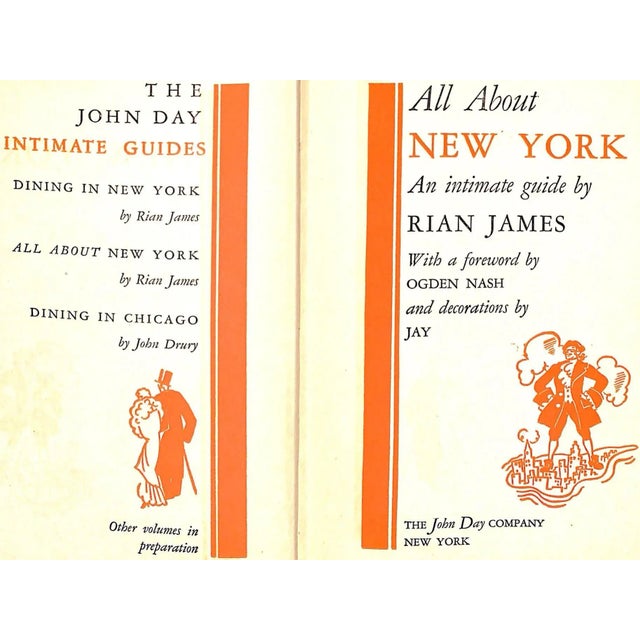 THE
JOHN DAY
INTIMATE GUIDES
DINING IN NEW YORK
by Rian James
ALL ABOUT NEW YORK
by Rian James
DINING IN CHICAGO
by John Drury
Other volumes in
preparation
All About
NEW YORK
An intimate guide by
RIAN JAMES
With a foreword by
OGDEN NASH
and decorations by
JAY
THE John Day COMPANY
NEW YORK